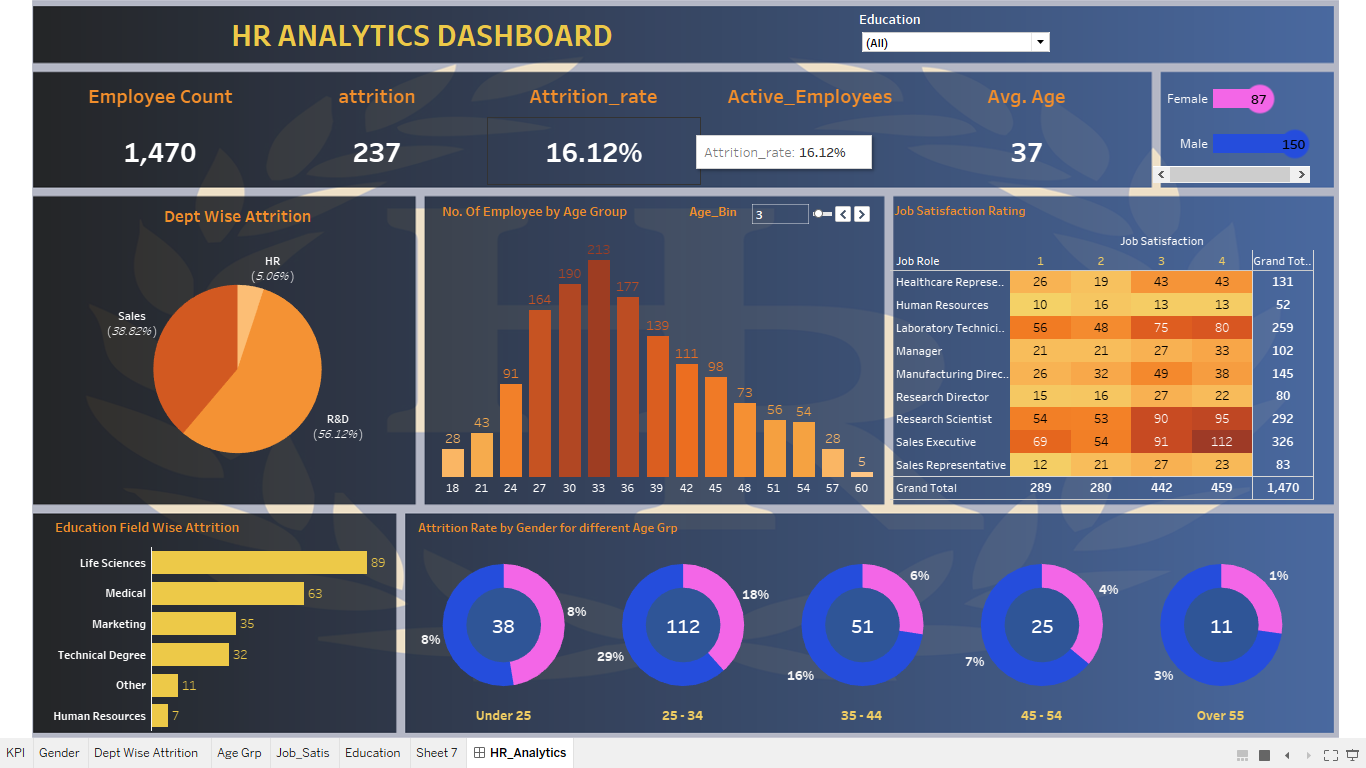 HR ANALYTICS DASHBOARD
Education
(All)
Employee Count
attrition
Attrition_rate
Active_Employees
Avg. Age
1,470
237
16.12%
Attrition_rate: 16.12%
37
Female 87
Male 150
Dept Wise Attrition
HR
(5.06%)
Sales
(38.82%)
R&D
(56.12%)
No. Of Employee by Age Group
Age_Bin 3
28 43 91 164 190 213 177 139 111 98 73 56 54 28 5
18 21 24 27 30 33 36 39 42 45 48 51 54 57 60
Job Satisfaction Rating
Job Satisfaction
Job Role 1 2 3 4 Grand Tot..
Healthcare Represe.. 26 19 43 43 131
Human Resources 10 16 13 13 52
Laboratory Technici.. 56 48 75 80 259
Manager 21 21 27 33 102
Manufacturing Direc.. 26 32 49 38 145
Research Director 15 16 27 22 80
Research Scientist 54 53 90 95 292
Sales Executive 69 54 91 112 326
Sales Representative 12 21 27 23 83
Grand Total 289 280 442 459 1,470
Education Field Wise Attrition
Life Sciences 89
Medical 63
Marketing 35
Technical Degree 32
Other 11
Human Resources 7
Attrition Rate by Gender for different Age Grp
8% 38 8%
Under 25
29% 112 18%
25 - 34
16% 51 6%
35 - 44
7% 25 4%
45 - 54
3% 11 1%
Over 55
KPI Gender Dept Wise Attrition Age Grp Job_Satis Education Sheet 7 HR_Analytics